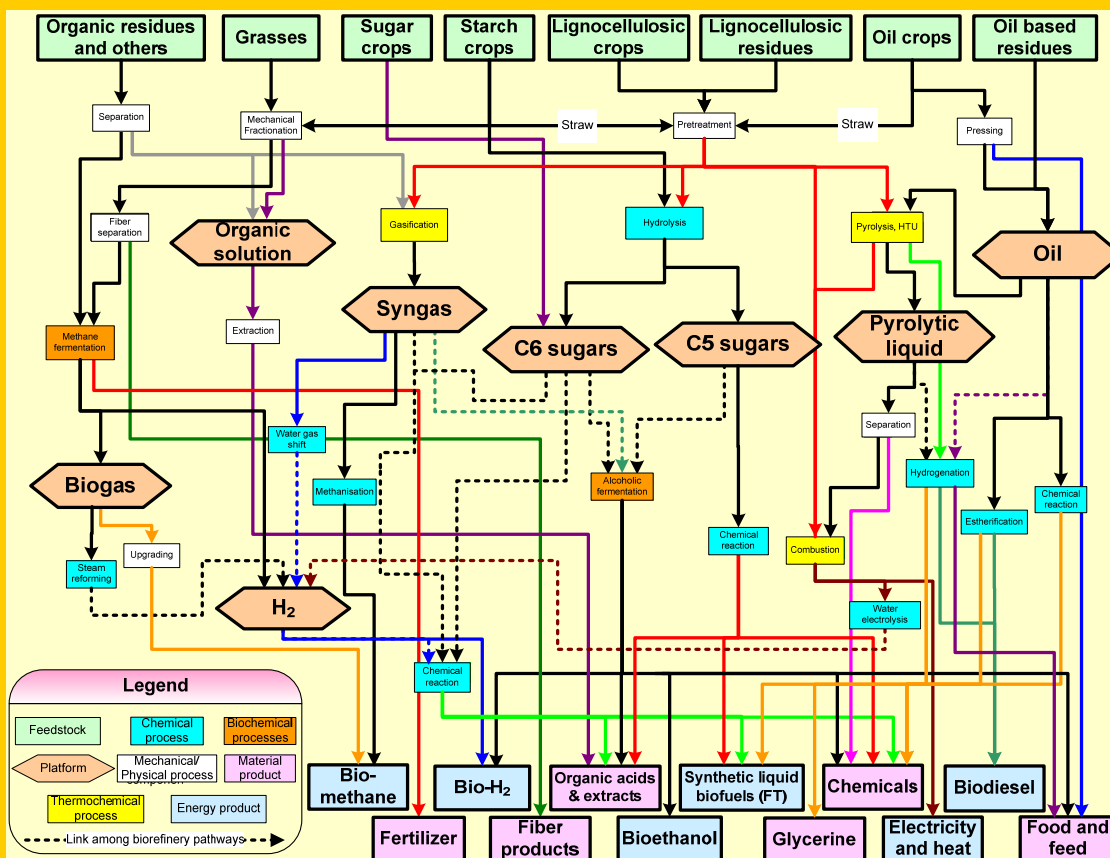 Organic residues
and others
Grasses
Sugar
crops
Starch
crops
Lignocellulosic
crops
Lignocellulosic
residues
Oil crops
Oil based
residues
Separation
Mechanical
Fractionation
Straw
Pretreatment
Straw
Pressing
Fiber
separation
Organic
solution
Gasification
Hydrolysis
Pyrolysis, HTU
Oil
Methane
fermentation
Extraction
Syngas
C6 sugars
C5 sugars
Pyrolytic
liquid
Water gas
shift
Separation
Biogas
Methanisation
Alcoholic
fermentation
Hydrogenation
Chemical
reaction
Estherification
Steam
reforming
Upgrading
Chemical
reaction
Combustion
H2
Water
electrolysis
Chemical
reaction
Legend
Feedstock
Chemical
process
Biochemical
processes
Platform
Mechanical/
Physical process
Material
product
Thermochemical
process
Energy product
Link among biorefinery pathways
Bio-
methane
Bio-H2
Organic acids
& extracts
Synthetic liquid
biofuels (FT)
Chemicals
Biodiesel
Fertilizer
Fiber
products
Bioethanol
Glycerine
Electricity
and heat
Food and
feed